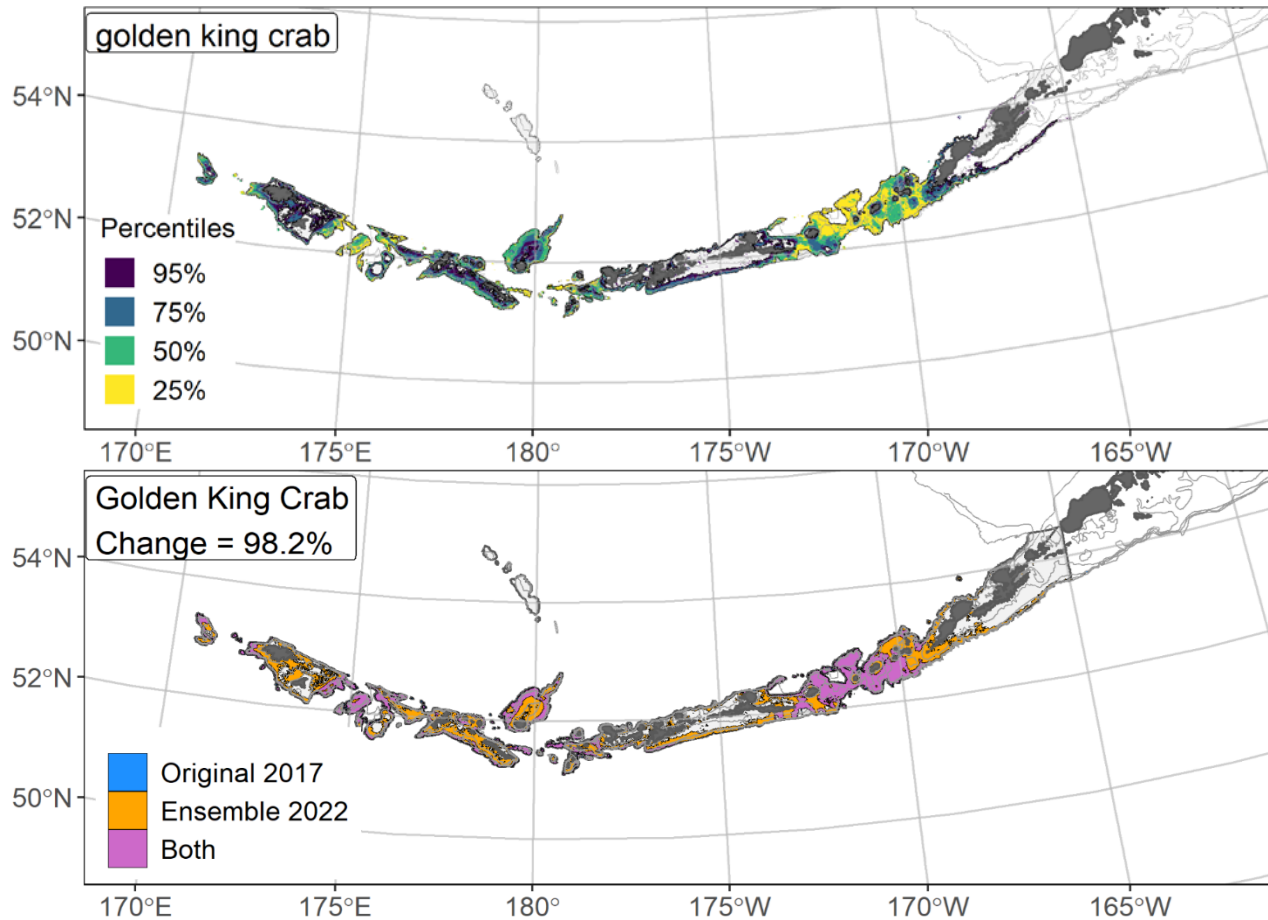 golden king crab
54°N
52°N
50°N
Percentiles
95%
75%
50%
25%
170°E
175°E
180°
175°W
170°W
165°W
Golden King Crab
Change = 98.2%
54°N
52°N
50°N
Original 2017
Ensemble 2022
Both
170°E
175°E
180°
175°W
170°W
165°W